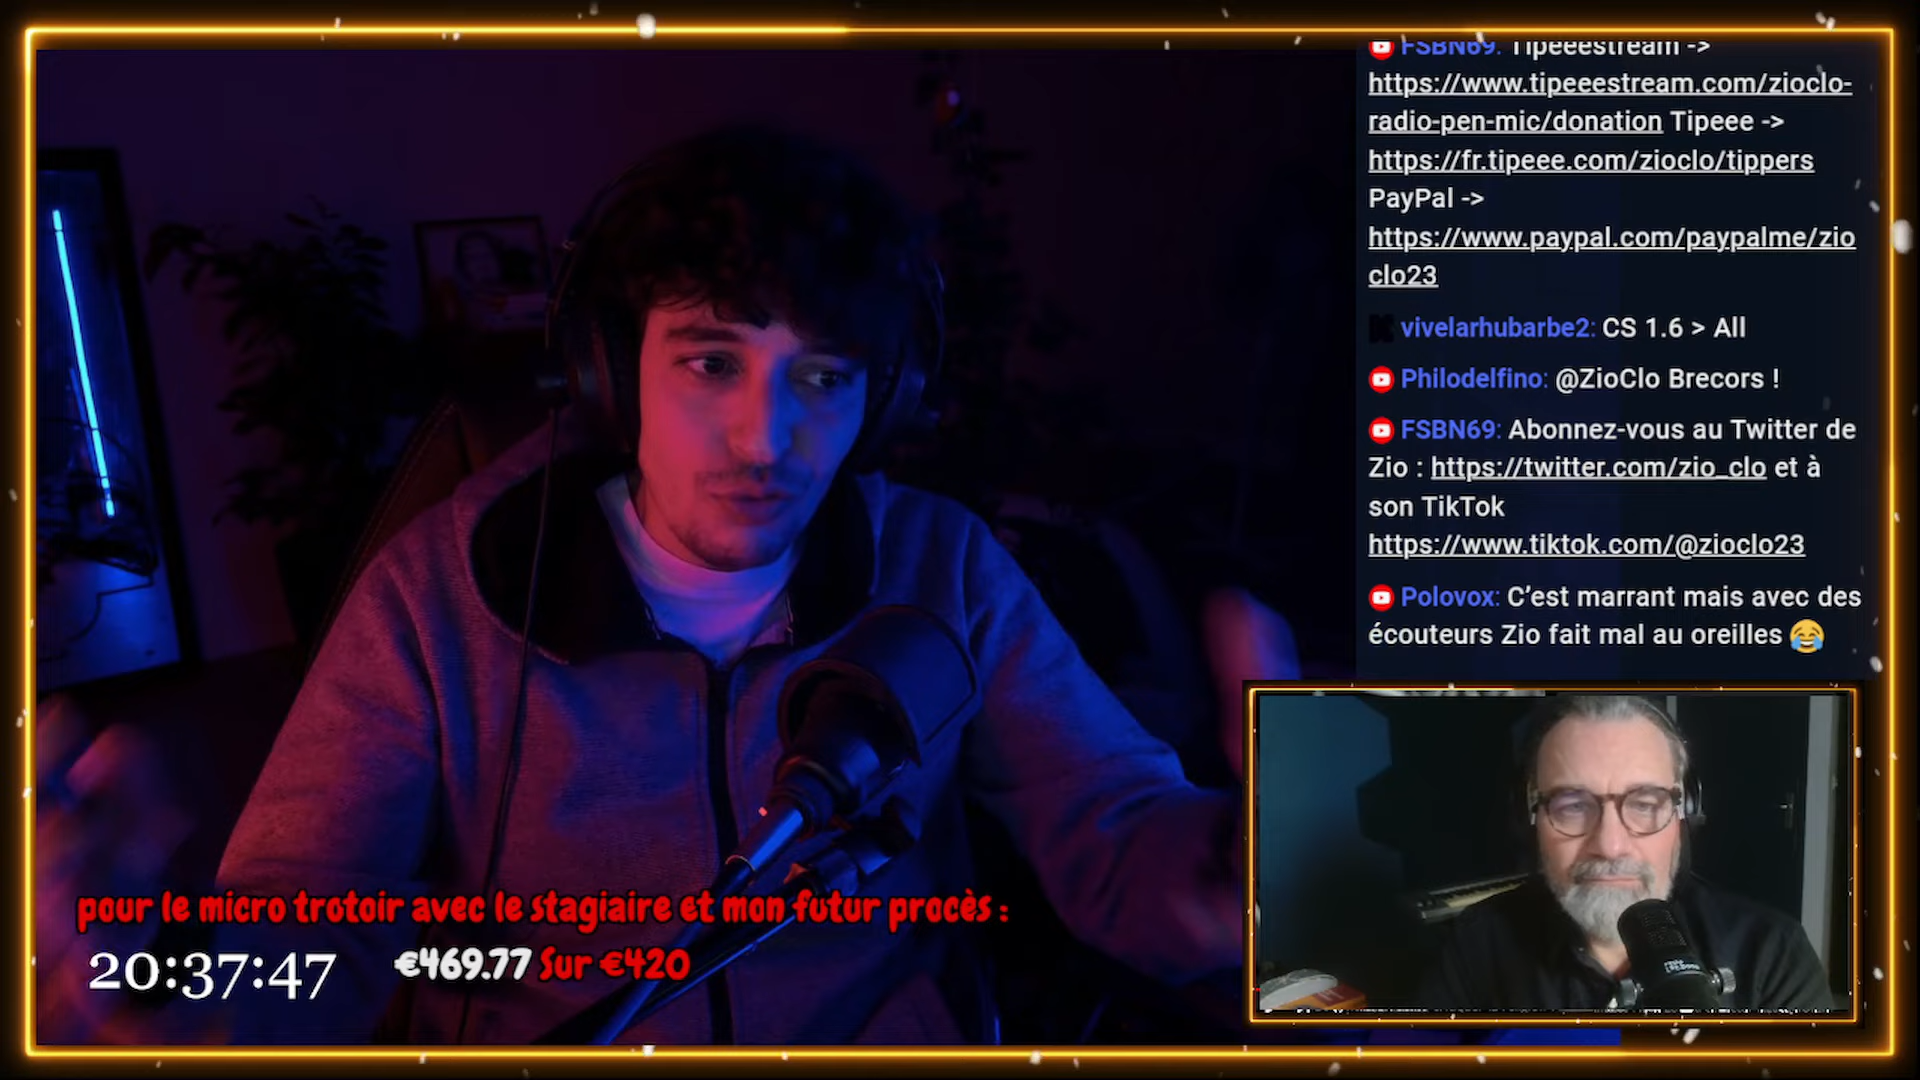 FSBN69: Tipeeestream ->
https://www.tipeeestream.com/zioclo-
radio-pen-mic/donation Tipeee ->
https://fr.tipeee.com/zioclo/tippers
PayPal ->
https://www.paypal.com/paypalme/zio
clo23
vivelarhubarbe2: CS 1.6 > All
Philodelfino: @ZioClo Brecors !
FSBN69: Abonnez-vous au Twitter de
Zio : https://twitter.com/zio_clo et à
son TikTok
https://www.tiktok.com/@zioclo23
Polovox: C’est marrant mais avec des
écouteurs Zio fait mal au oreilles 😂
pour le micro trotoir avec le stagiaire et mon futur procès :
20:37:47
€469.77 Sur €420